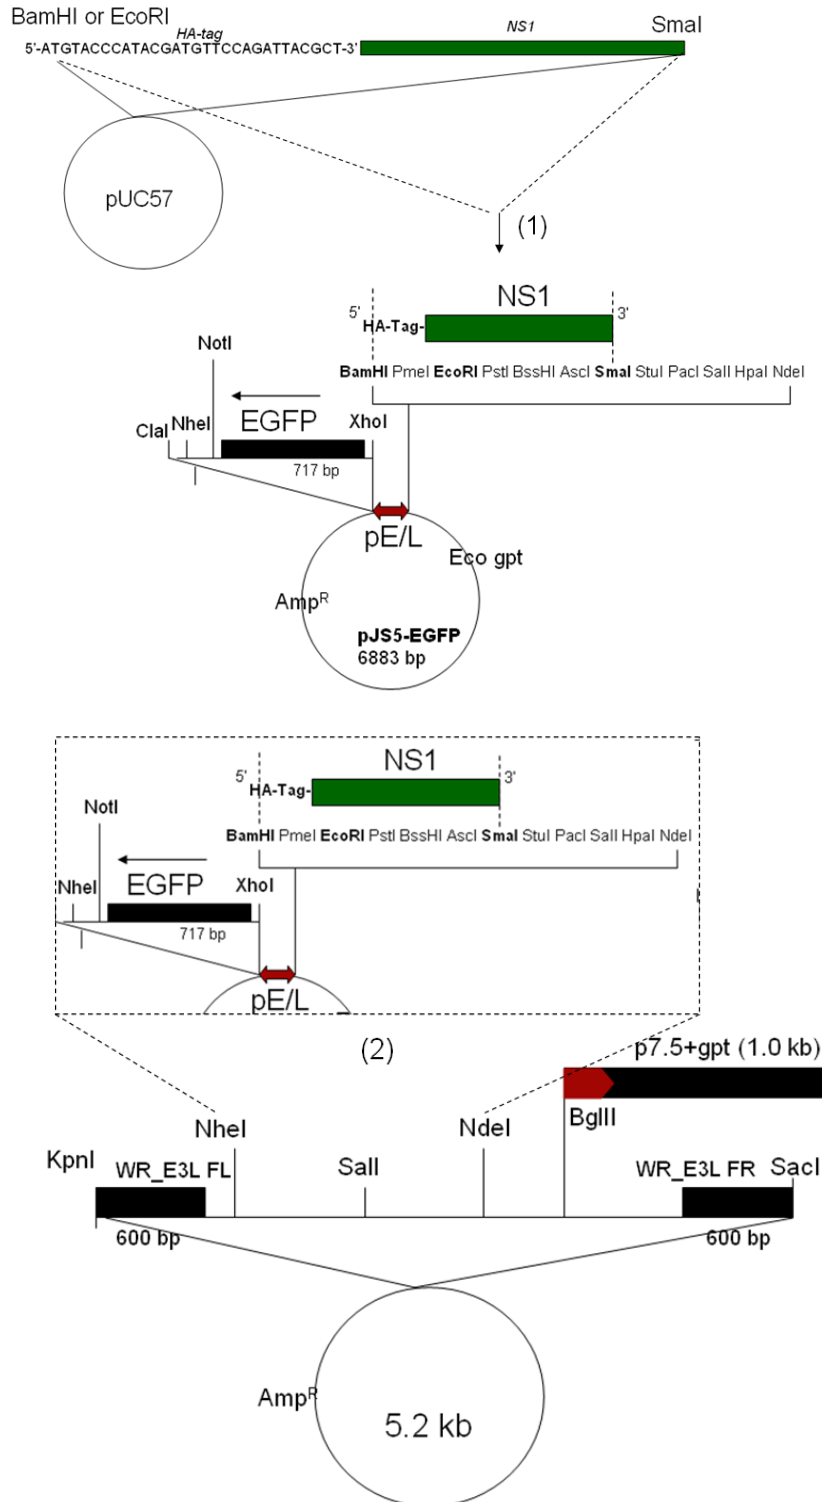 BamHI or EcoRI
HA-tag
NS1
SmaI
5'-ATGTACCCATACGATGTTCCAGATTACGCT-3'
pUC57
(1)
NS1
5'
3'
HA-Tag-
NotI
BamHI PmeI EcoRI PstI BssHI AscI SmaI StuI PacI SalI HpaI NdeI
EGFP
XhoI
ClaI
NheI
717 bp
pE/L
Eco gpt
AmpR
pJS5-EGFP
6883 bp
NS1
5'
3'
HA-Tag-
NotI
BamHI PmeI EcoRI PstI BssHI AscI SmaI StuI PacI SalI HpaI NdeI
EGFP
XhoI
NheI
717 bp
pE/L
(2)
p7.5+gpt (1.0 kb)
BglII
NheI
NdeI
KpnI
WR_E3L FL
SalI
WR_E3L FR
SacI
600 bp
600 bp
AmpR
5.2 kb